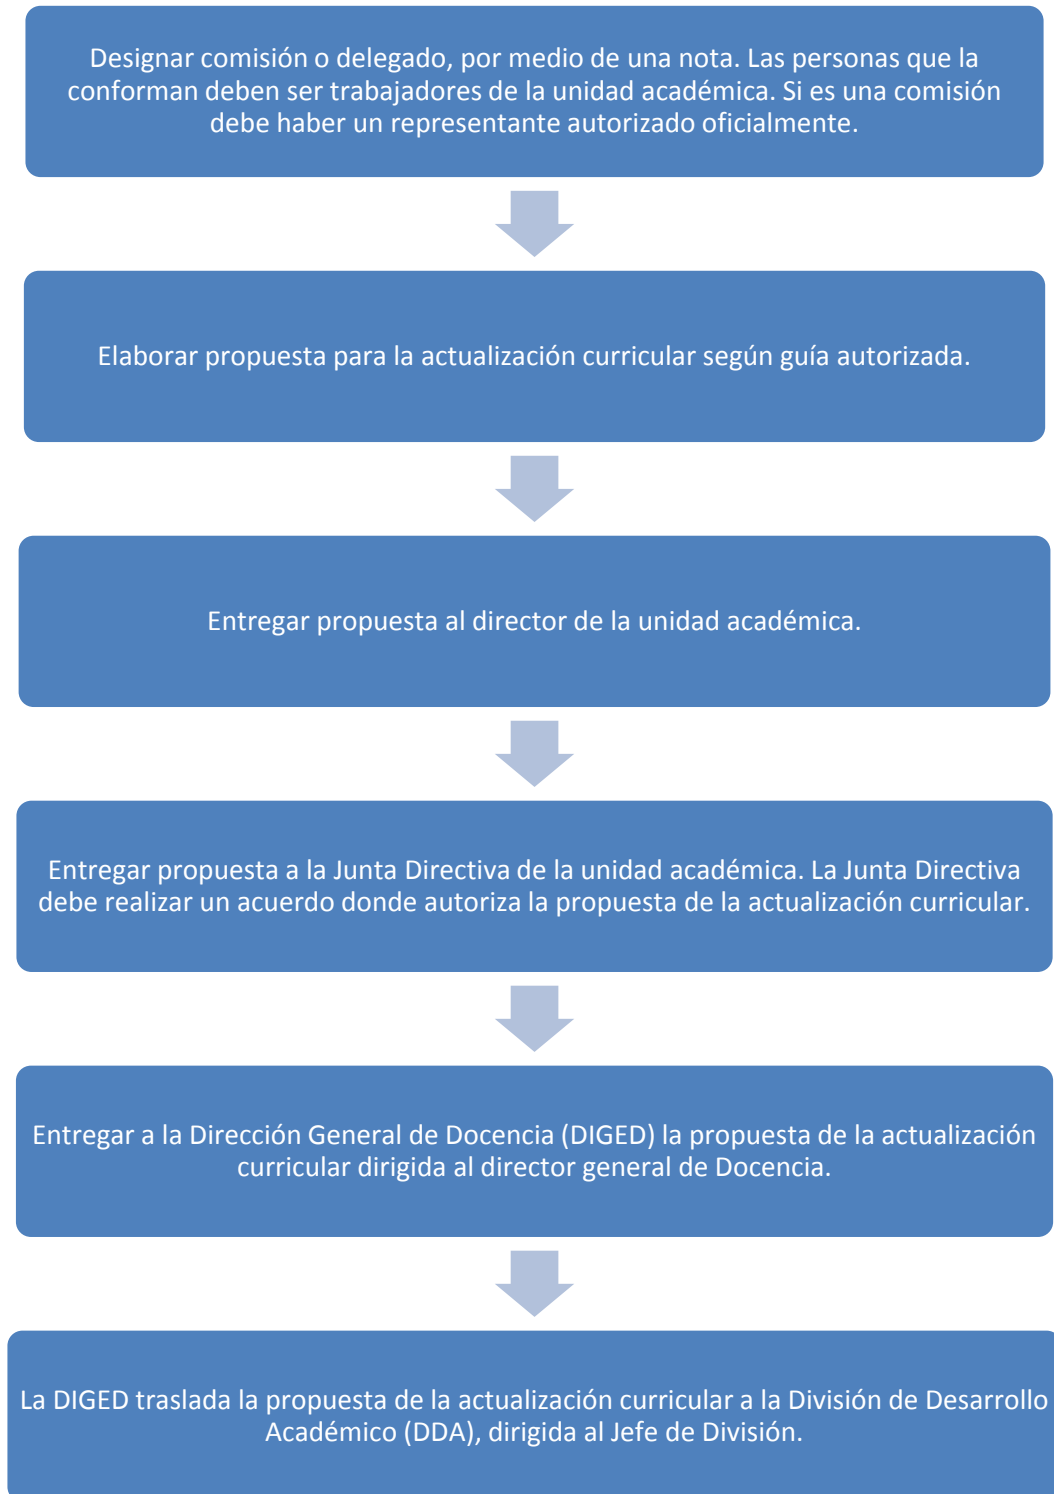 Designar comisión o delegado, por medio de una nota. Las personas que la
conforman deben ser trabajadores de la unidad académica. Si es una comisión
debe haber un representante autorizado oficialmente.
Elaborar propuesta para la actualización curricular según guía autorizada.
Entregar propuesta al director de la unidad académica.
Entregar propuesta a la Junta Directiva de la unidad académica. La Junta Directiva
debe realizar un acuerdo donde autoriza la propuesta de la actualización curricular.
Entregar a la Dirección General de Docencia (DIGED) la propuesta de la actualización
curricular dirigida al director general de Docencia.
La DIGED traslada la propuesta de la actualización curricular a la División de Desarrollo
Académico (DDA), dirigida al Jefe de División.